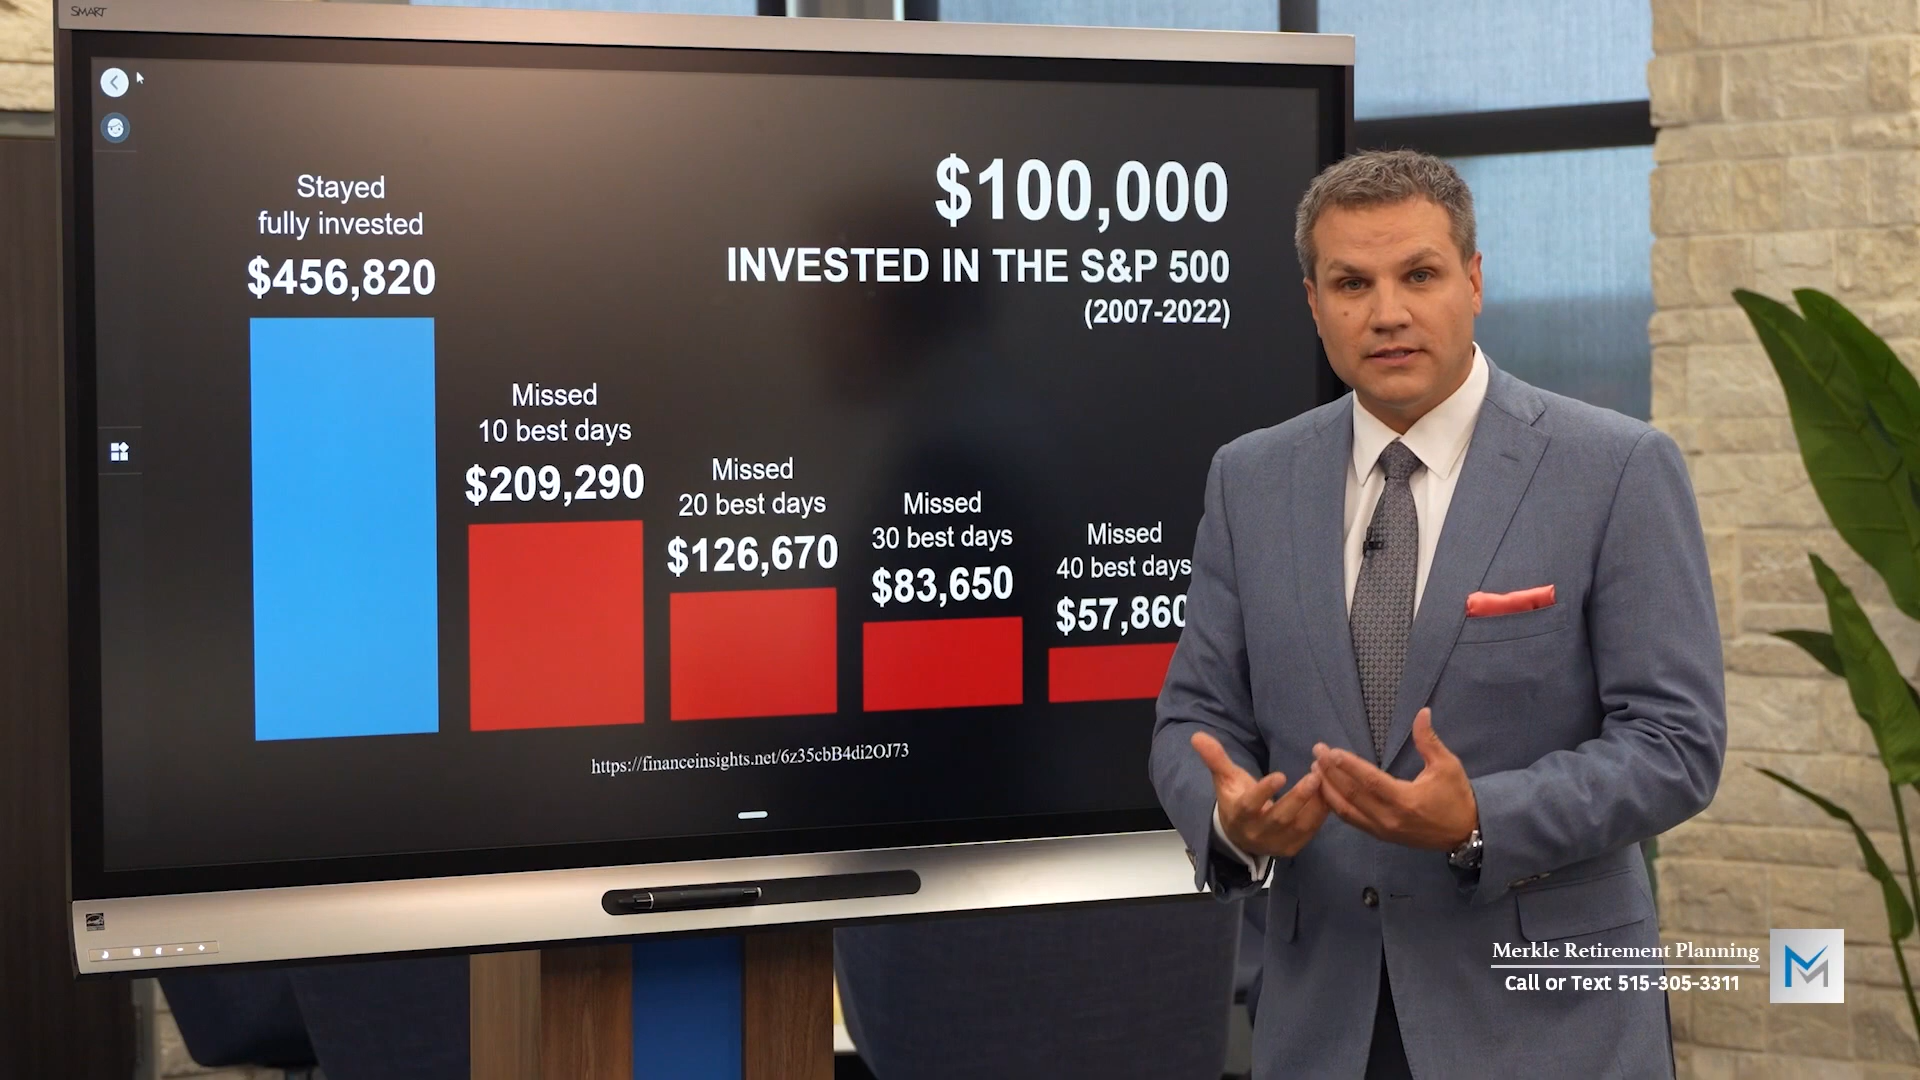 SMART
Stayed
fully invested
$456,820
$100,000
INVESTED IN THE S&P 500
(2007-2022)
Missed
10 best days
$209,290
Missed
20 best days
$126,670
Missed
30 best days
$83,650
Missed
40 best days
$57,860
https://financeinsights.net/6z35cbB4di2OJ73
Merkle Retirement Planning
Call or Text 515-305-3311